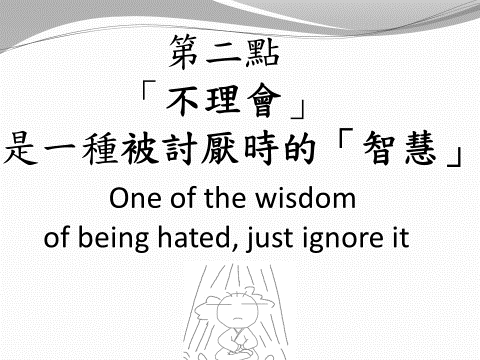 第二點
「不理會」
是一種被討厭時的「智慧」
One of the wisdom
of being hated, just ignore it